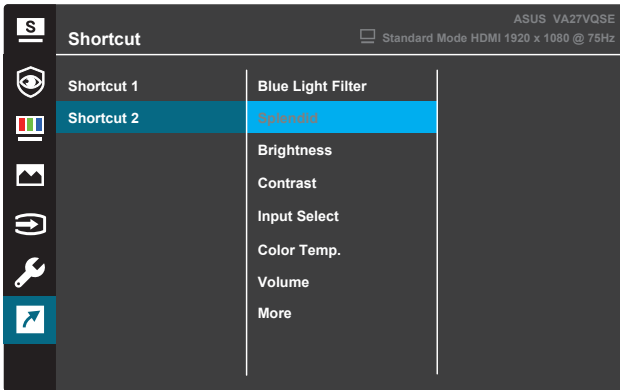 S
ASUS VA27VQSE
Shortcut
Standard Mode HDMI 1920 x 1080 @ 75Hz
Shortcut 1
Shortcut 2
Blue Light Filter
Splendid
Brightness
Contrast
Input Select
Color Temp.
Volume
More